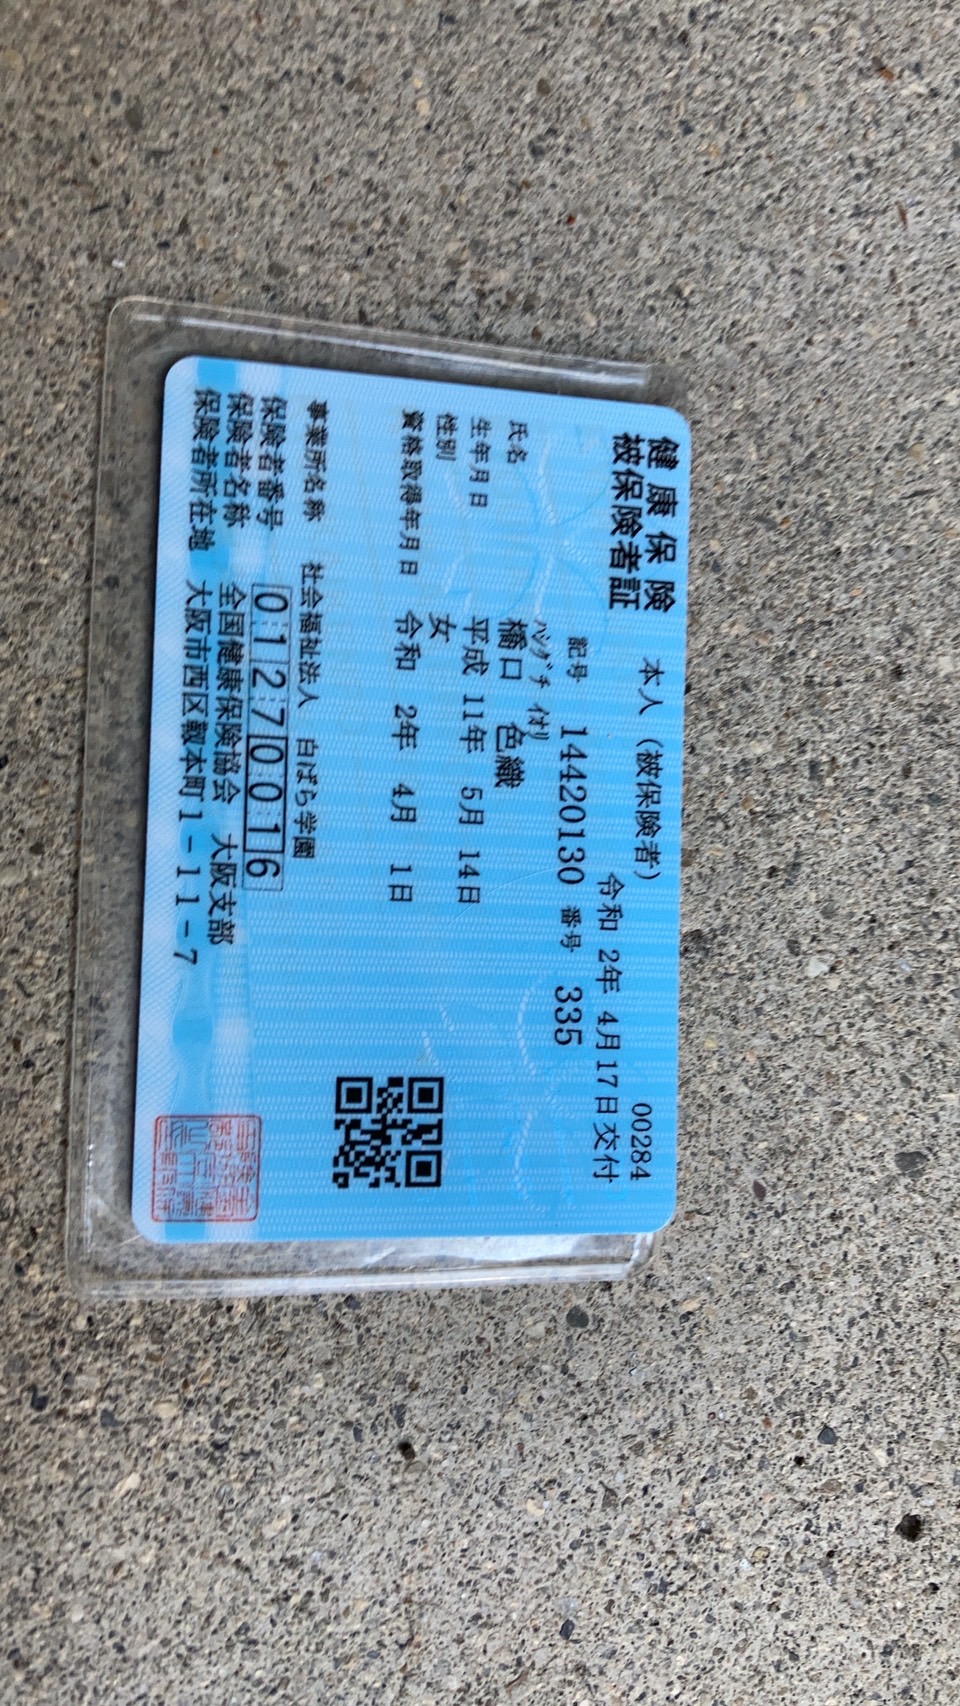 健康保険
被保険者証
本人（被保険者）
00284
令和 2年 4月17日交付
記号 14420130 番号 335
ﾊｼｸﾞﾁ ｲｵﾘ
氏名 橋口 色織
生年月日 平成 11年 5月 14日
性別 女
資格取得年月日 令和 2年 4月 1日
事業所名称 社会福祉法人 白ばら学園
保険者番号 01270016
保険者名称 全国健康保険協会 大阪支部
保険者所在地 大阪市西区靱本町1－11－7